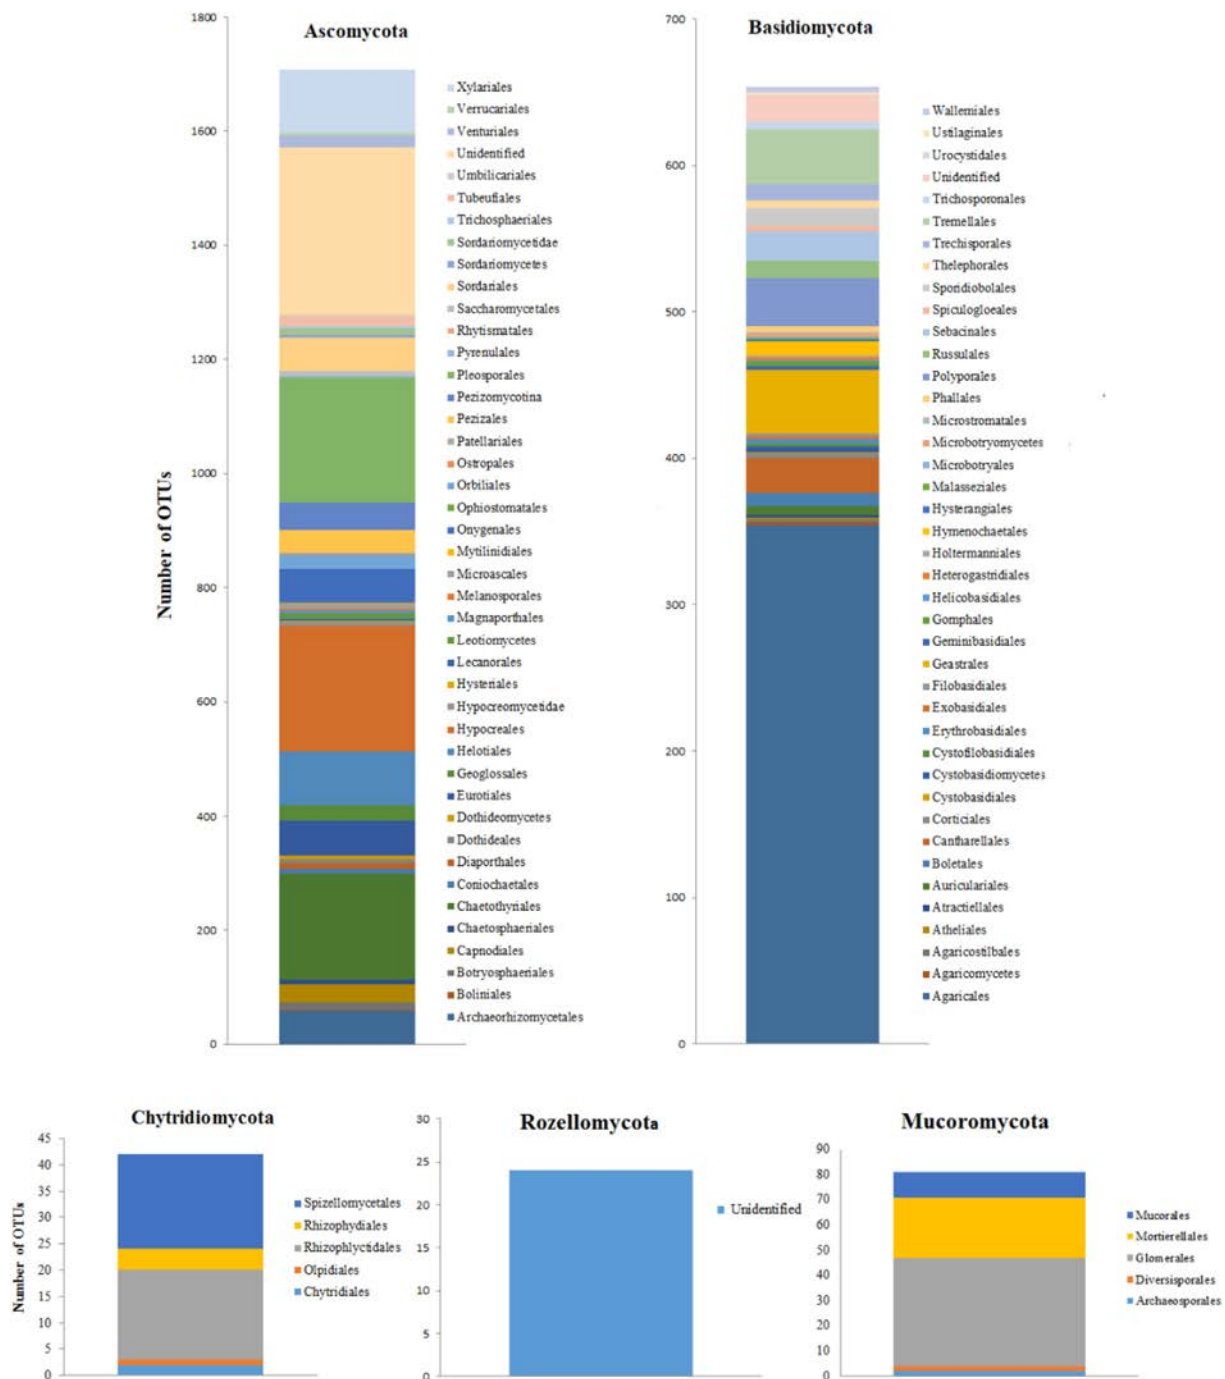 Ascomycota
Number of OTUs
1800
1600
1400
1200
1000
800
600
400
200
0
Xylariales
Verrucariales
Venturiales
Unidentified
Umbilicariales
Tubeufiales
Trichosphaeriales
Sordariomycetidae
Sordariomycetes
Sordariales
Saccharomycetales
Rhytismatales
Pyrenulales
Pleosporales
Pezizomycotina
Pezizales
Patellariales
Ostropales
Orbiliales
Ophiostomatales
Onygenales
Mytilinidiales
Microascales
Melanosporales
Magnaporthales
Leotiomycetes
Lecanorales
Hysteriales
Hypocreomycetidae
Hypocreales
Helotiales
Geoglossales
Eurotiales
Dothideomycetes
Dothideales
Diaporthales
Coniochaetales
Chaetothyriales
Chaetosphaeriales
Capnodiales
Botryosphaeriales
Boliniales
Archaeorhizomycetales
Basidiomycota
700
600
500
400
300
200
100
0
Wallemiales
Ustilaginales
Urocystidales
Unidentified
Trichosporonales
Tremellales
Trechisporales
Thelephorales
Sporidiobolales
Spiculogloeales
Sebacinales
Russulales
Polyporales
Phallales
Microstromatales
Microbotryomycetes
Microbotryales
Malasseziales
Hysterangiales
Hymenochaetales
Holtermanniales
Heterogastridiales
Helicobasidiales
Gomphales
Geminibasidiales
Geastrales
Filobasidiales
Exobasidiales
Erythrobasidiales
Cystofilobasidiales
Cystobasidiomycetes
Cystobasidiales
Corticiales
Cantharellales
Boletales
Auriculariales
Atractiellales
Atheliales
Agaricostilbales
Agaricomycetes
Agaricales
Chytridiomycota
Number of OTUs
45
40
35
30
25
20
15
10
5
0
Spizellomycetales
Rhizophydiales
Rhizophlyctidales
Olpidiales
Chytridiales
Rozellomycota
30
25
20
15
10
5
0
Unidentified
Mucoromycota
90
80
70
60
50
40
30
20
10
0
Mucorales
Mortierellales
Glomerales
Diversisporales
Archaeosporales